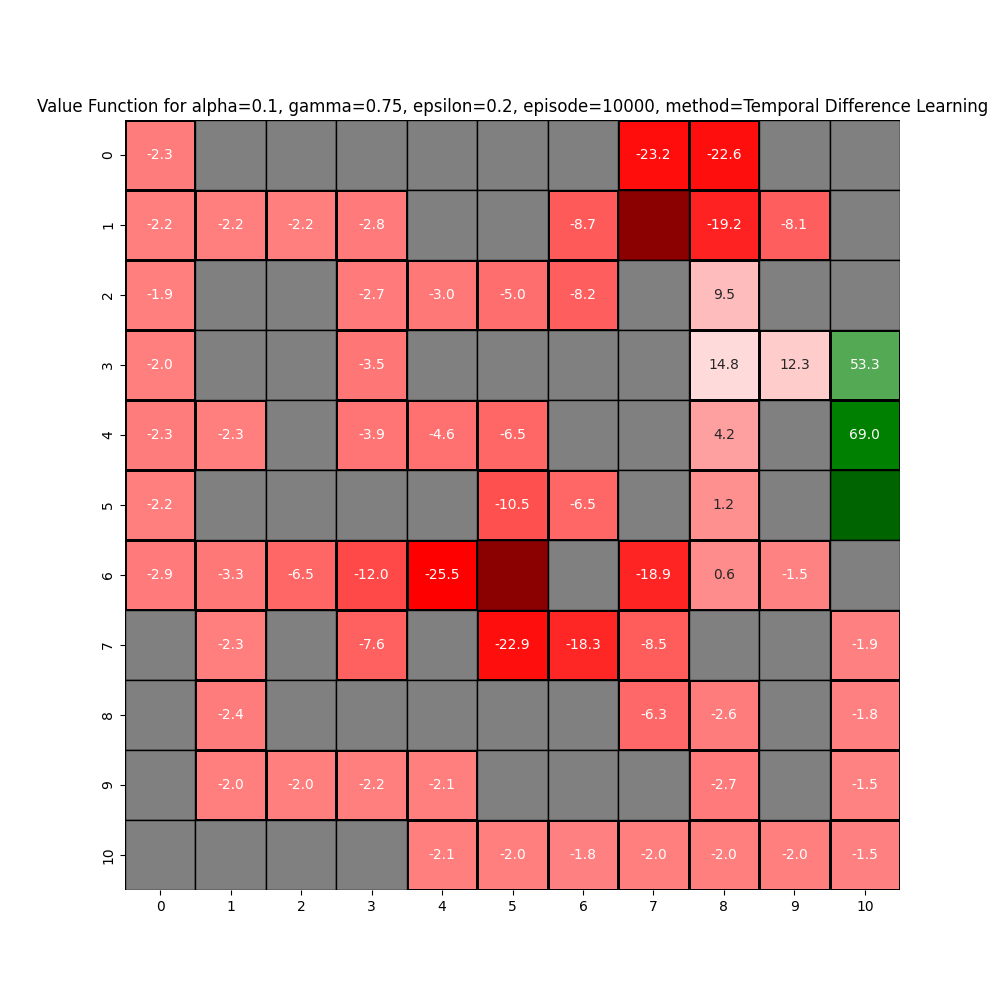 Value Function for alpha=0.1, gamma=0.75, epsilon=0.2, episode=10000, method=Temporal Difference Learning
0 -2.3 -23.2 -22.6
1 -2.2 -2.2 -2.2 -2.8 -8.7 -19.2 -8.1
2 -1.9 -2.7 -3.0 -5.0 -8.2 9.5
3 -2.0 -3.5 14.8 12.3 53.3
4 -2.3 -2.3 -3.9 -4.6 -6.5 4.2 69.0
5 -2.2 -10.5 -6.5 1.2
6 -2.9 -3.3 -6.5 -12.0 -25.5 -18.9 0.6 -1.5
7 -2.3 -7.6 -22.9 -18.3 -8.5 -1.9
8 -2.4 -6.3 -2.6 -1.8
9 -2.0 -2.0 -2.2 -2.1 -2.7 -1.5
10 -2.1 -2.0 -1.8 -2.0 -2.0 -2.0 -1.5
0 1 2 3 4 5 6 7 8 9 10